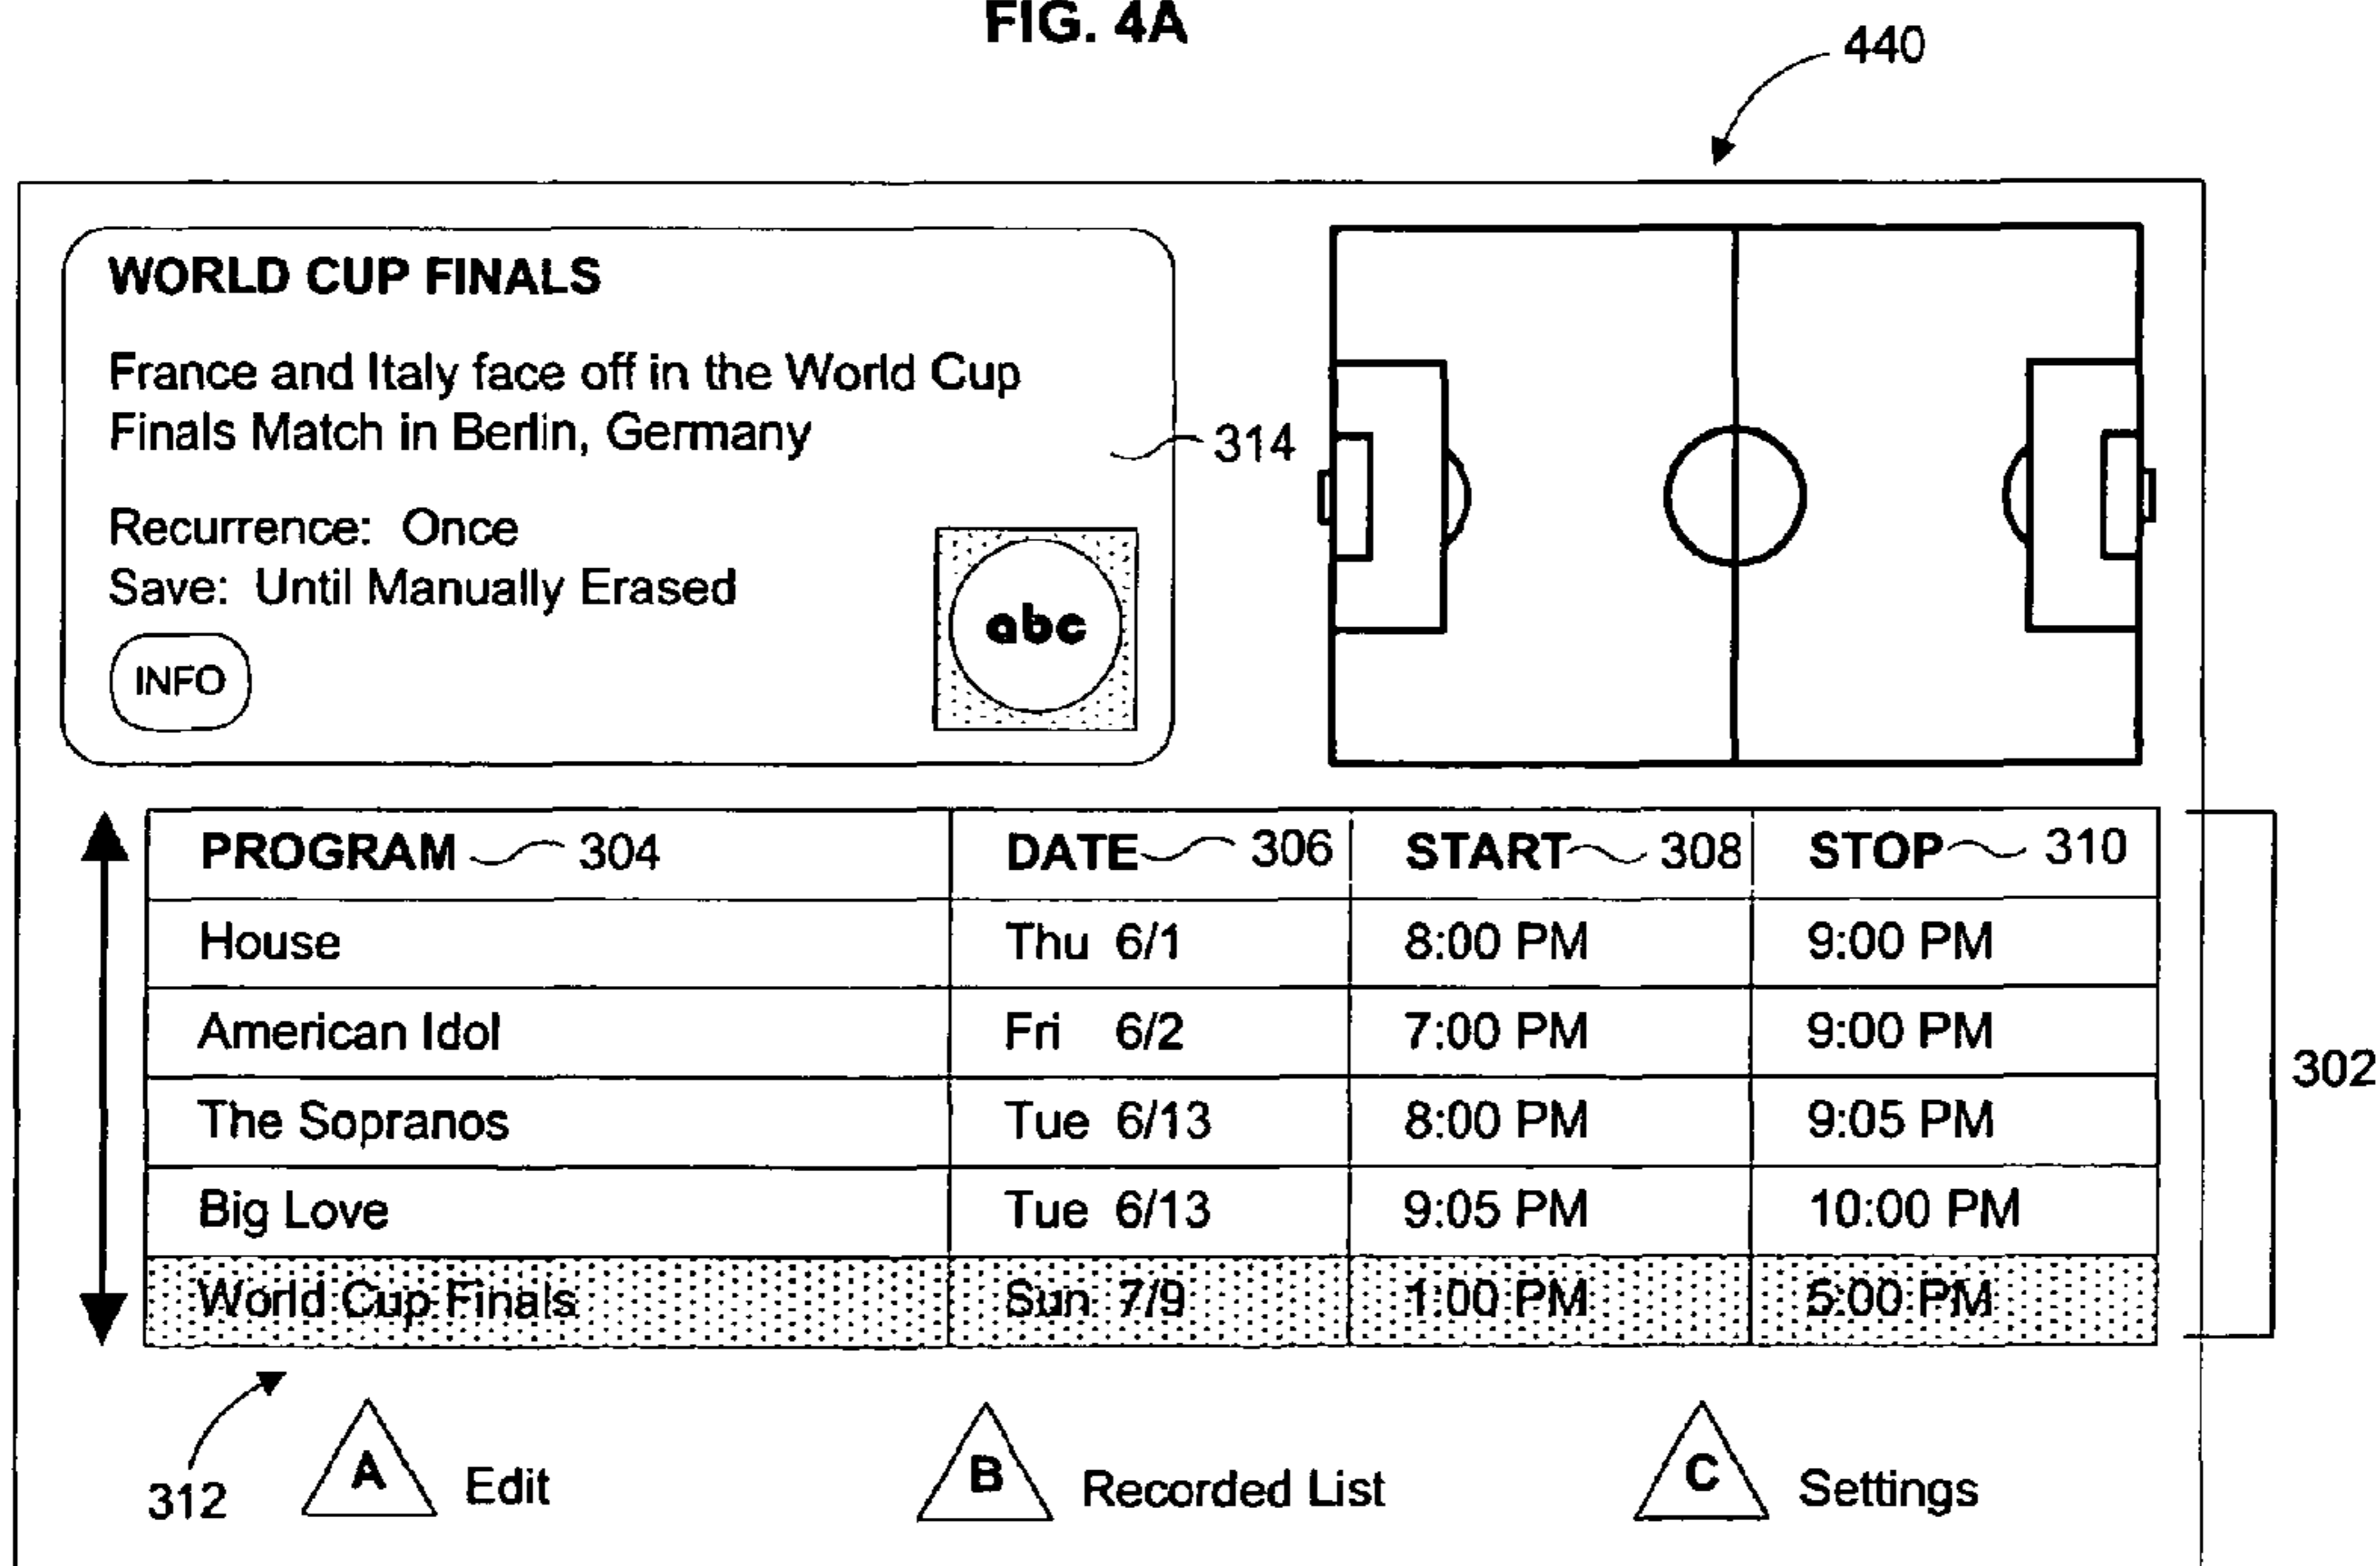 FIG. 4A
440
WORLD CUP FINALS
France and Italy face off in the World Cup
Finals Match in Berlin, Germany
314
Recurrence: Once
Save: Until Manually Erased
abc
INFO
PROGRAM 304 DATE 306 START 308 STOP 310
House Thu 6/1 8:00 PM 9:00 PM
American Idol Fri 6/2 7:00 PM 9:00 PM
302
The Sopranos Tue 6/13 8:00 PM 9:05 PM
Big Love Tue 6/13 9:05 PM 10:00 PM
World Cup Finals Sun 7/9 1:00 PM 5:00 PM
312
A Edit B Recorded List C Settings